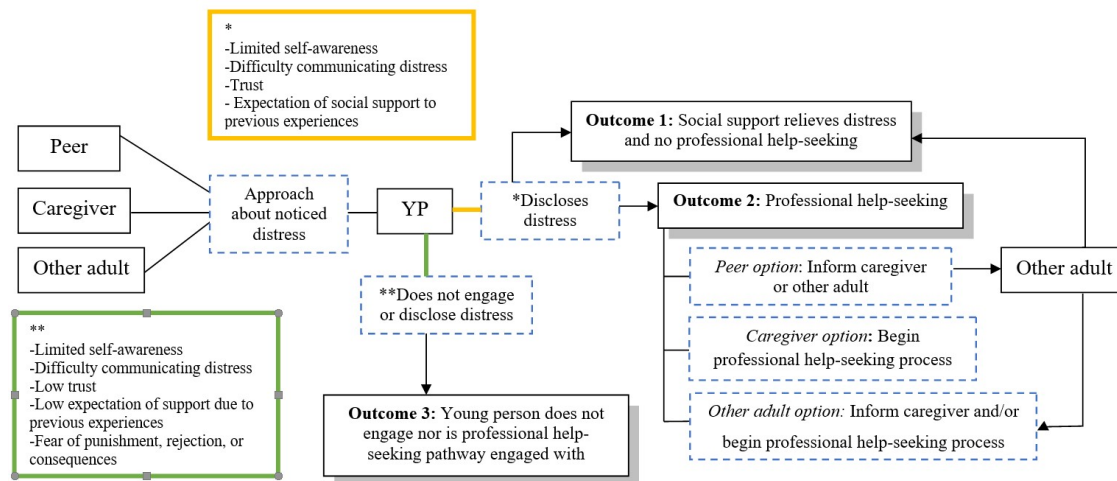 *
-Limited self-awareness
-Difficulty communicating distress
-Trust
- Expectation of social support to
previous experiences
Peer
Caregiver
Other adult
Approach
about noticed
distress
YP
*Discloses
distress
Outcome 1: Social support relieves distress
and no professional help-seeking
Outcome 2: Professional help-seeking
Peer option: Inform caregiver
or other adult
Other adult
Caregiver option: Begin
professional help-seeking process
Other adult option: Inform caregiver and/or
begin professional help-seeking process
**Does not engage
or disclose distress
Outcome 3: Young person does not
engage nor is professional help-
seeking pathway engaged with
**
-Limited self-awareness
-Difficulty communicating distress
-Low trust
-Low expectation of support due to
previous experiences
-Fear of punishment, rejection, or
consequences